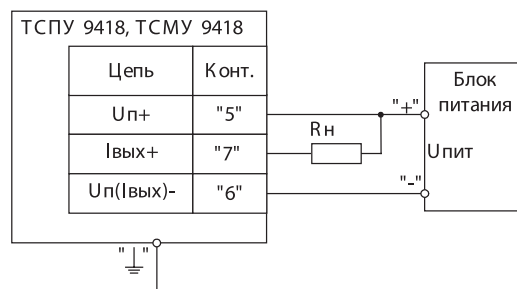 ТСПУ 9418, ТСМУ 9418
Цепь Конт.
Uп+ "5"
Iвых+ "7"
Uп(Iвых)- "6"
Rн
"+"
"-"
Блок
питания
Uпит
" "